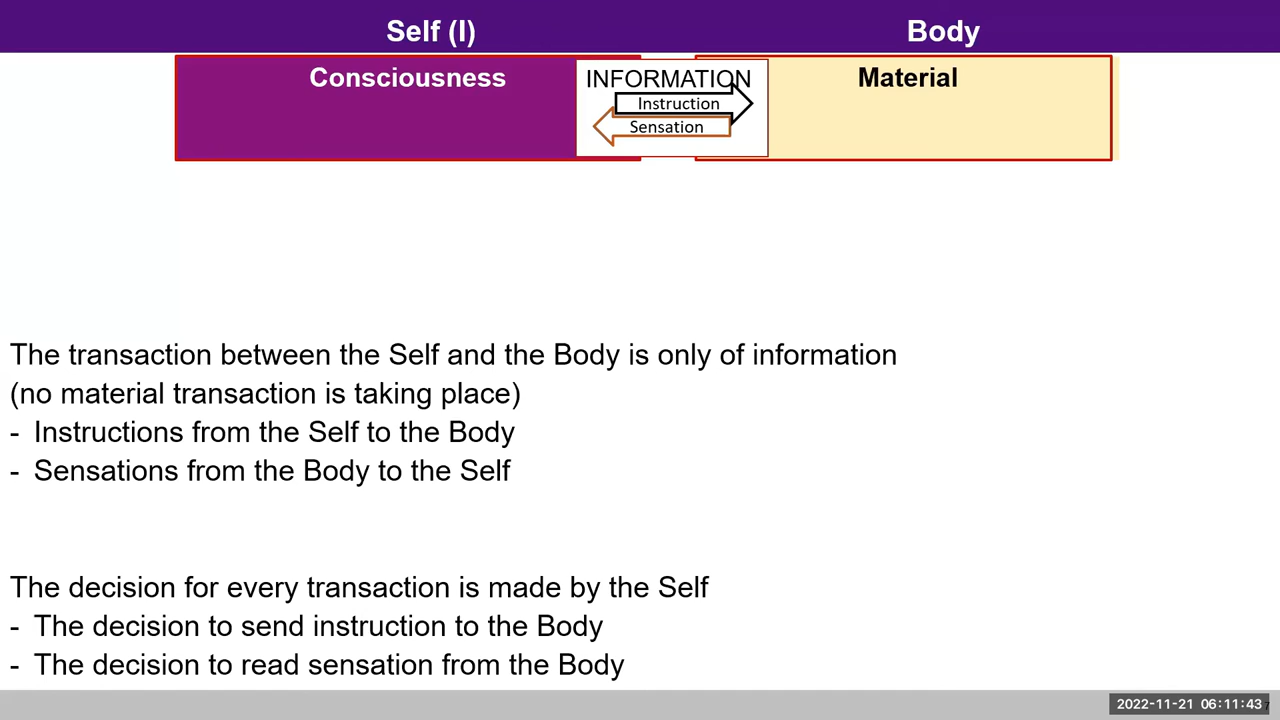 Self (I)
Body
Consciousness
INFORMATION
Instruction
Sensation
Material
The transaction between the Self and the Body is only of information
(no material transaction is taking place)
- Instructions from the Self to the Body
- Sensations from the Body to the Self
The decision for every transaction is made by the Self
- The decision to send instruction to the Body
- The decision to read sensation from the Body
2022-11-21 06:11:43
7